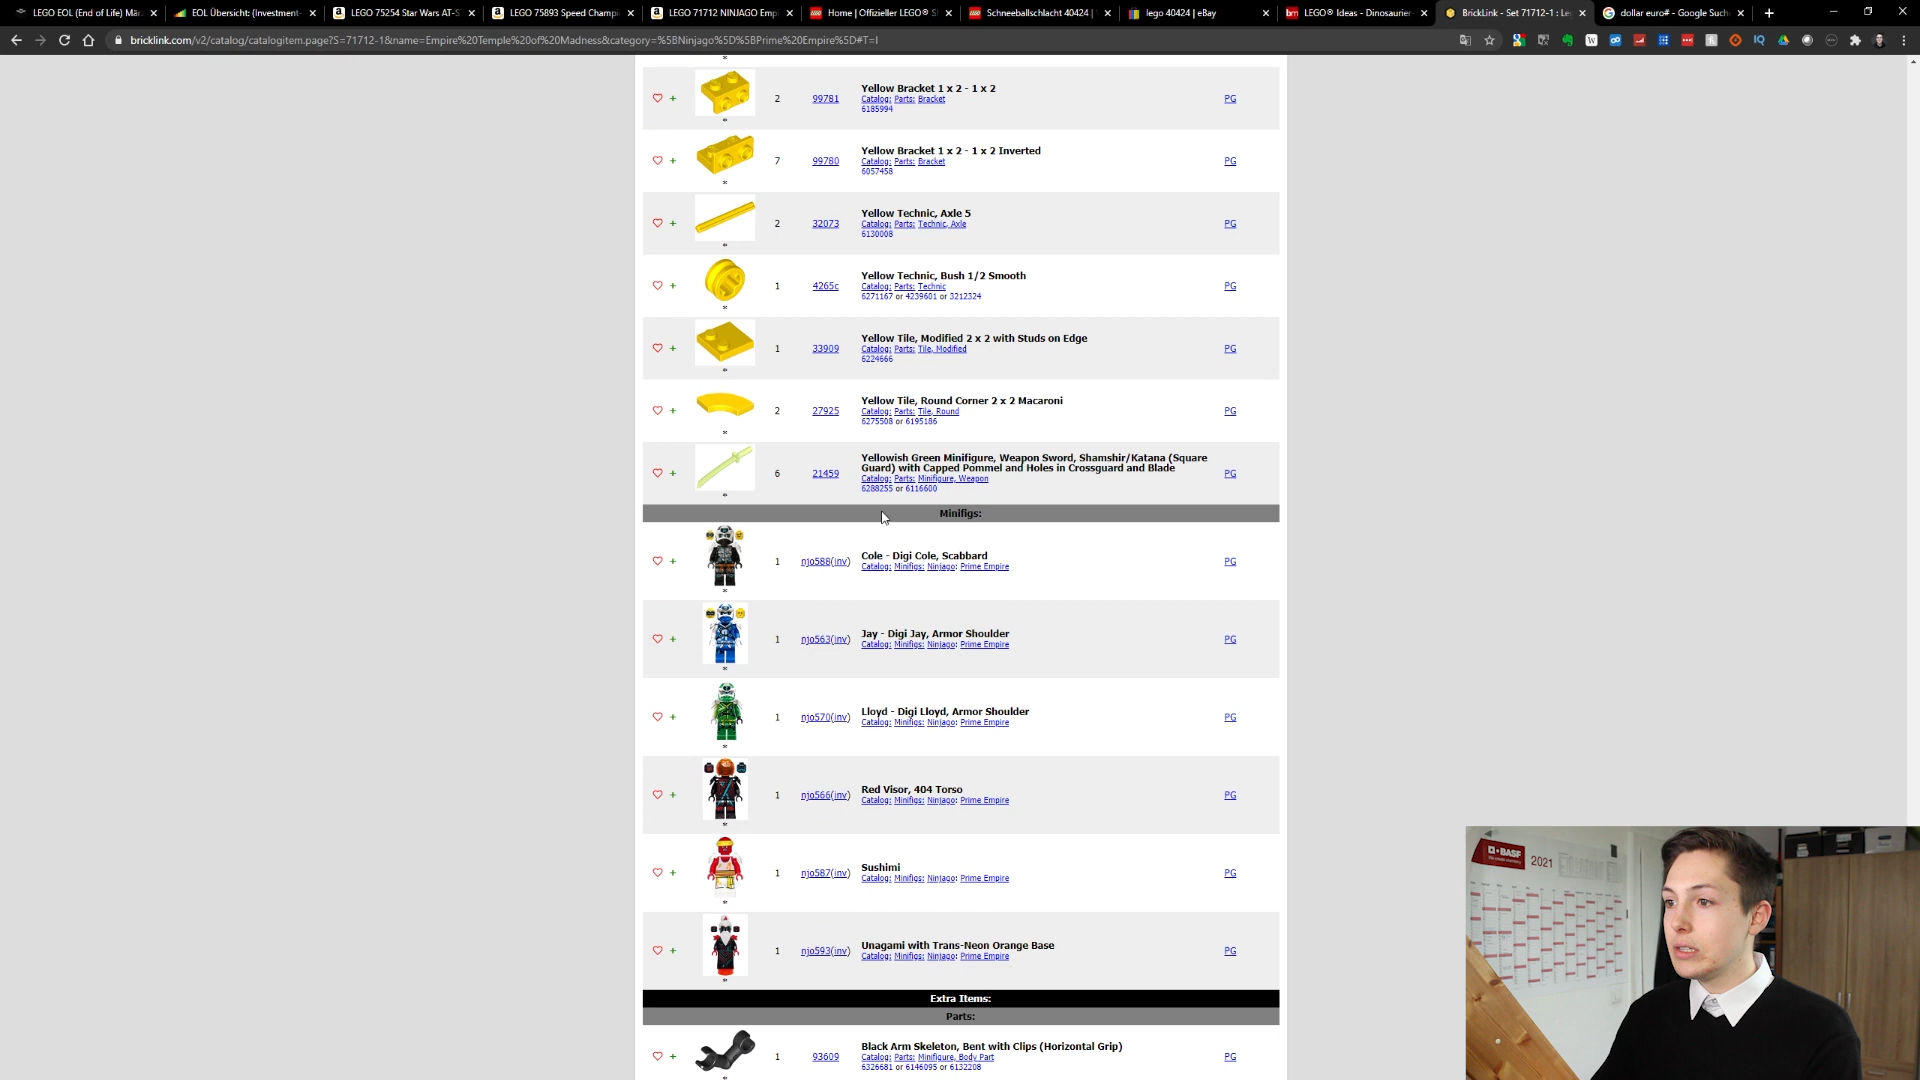 LEGO EOL (End of Life) Mär
EOL Übersicht: (Investment-
LEGO 75254 Star Wars AT-S
LEGO 75893 Speed Champi
LEGO 71712 NINJAGO Emp
Home | Offizieller LEGO® S
Schneeballschlacht 40424 |
lego 40424 | eBay
LEGO® Ideas - Dinosaurier
BrickLink - Set 71712-1 : Le
dollar euro# - Google Such
bricklink.com/v2/catalog/catalogitem.page?S=71712-1&name=Empire%20Temple%20of%20Madness&category=%5BNinjago%5D%5BPrime%20Empire%5D#T=I
*
+ 2 99781 Yellow Bracket 1 x 2 - 1 x 2 PG
Catalog: Parts: Bracket
6185994
*
+ 7 99780 Yellow Bracket 1 x 2 - 1 x 2 Inverted PG
Catalog: Parts: Bracket
6057458
*
+ 2 32073 Yellow Technic, Axle 5 PG
Catalog: Parts: Technic, Axle
6130008
*
+ 1 4265c Yellow Technic, Bush 1/2 Smooth PG
Catalog: Parts: Technic
6271167 or 4239601 or 3212324
*
+ 1 33909 Yellow Tile, Modified 2 x 2 with Studs on Edge PG
Catalog: Parts: Tile, Modified
6224666
*
+ 2 27925 Yellow Tile, Round Corner 2 x 2 Macaroni PG
Catalog: Parts: Tile, Round
6275508 or 6195186
*
+ 6 21459 Yellowish Green Minifigure, Weapon Sword, Shamshir/Katana (Square PG
Guard) with Capped Pommel and Holes in Crossguard and Blade
Catalog: Parts: Minifigure, Weapon
6288255 or 6116600
*
Minifigs:
+ 1 njo588(inv) Cole - Digi Cole, Scabbard PG
Catalog: Minifigs: Ninjago: Prime Empire
*
+ 1 njo563(inv) Jay - Digi Jay, Armor Shoulder PG
Catalog: Minifigs: Ninjago: Prime Empire
*
+ 1 njo570(inv) Lloyd - Digi Lloyd, Armor Shoulder PG
Catalog: Minifigs: Ninjago: Prime Empire
*
+ 1 njo566(inv) Red Visor, 404 Torso PG
Catalog: Minifigs: Ninjago: Prime Empire
*
+ 1 njo587(inv) Sushimi PG
Catalog: Minifigs: Ninjago: Prime Empire
*
+ 1 njo593(inv) Unagami with Trans-Neon Orange Base PG
Catalog: Minifigs: Ninjago: Prime Empire
*
Extra Items:
Parts:
+ 1 93609 Black Arm Skeleton, Bent with Clips (Horizontal Grip) PG
Catalog: Parts: Minifigure, Body Part
6326681 or 6146095 or 6132208
*
BASF
2021